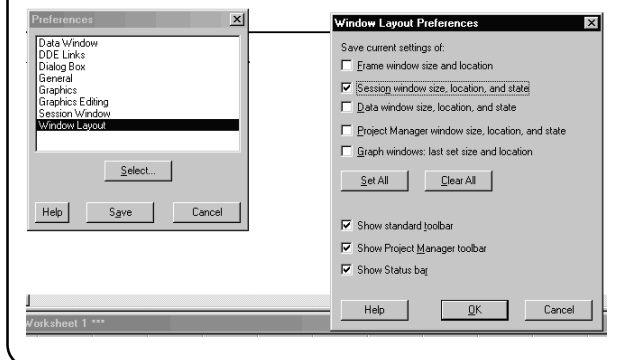 Preferences
Data Window
DDE Links
Dialog Box
General
Graphics
Graphics Editing
Session Window
Window Layout
Select...
Help
Save
Cancel
Window Layout Preferences
Save current settings of:
Frame window size and location
Session window size, location, and state
Data window size, location, and state
Project Manager window size, location, and state
Graph windows: last set size and location
Set All
Clear All
Show standard toolbar
Show Project Manager toolbar
Show Status bar
Help
OK
Cancel
Worksheet 1 ***